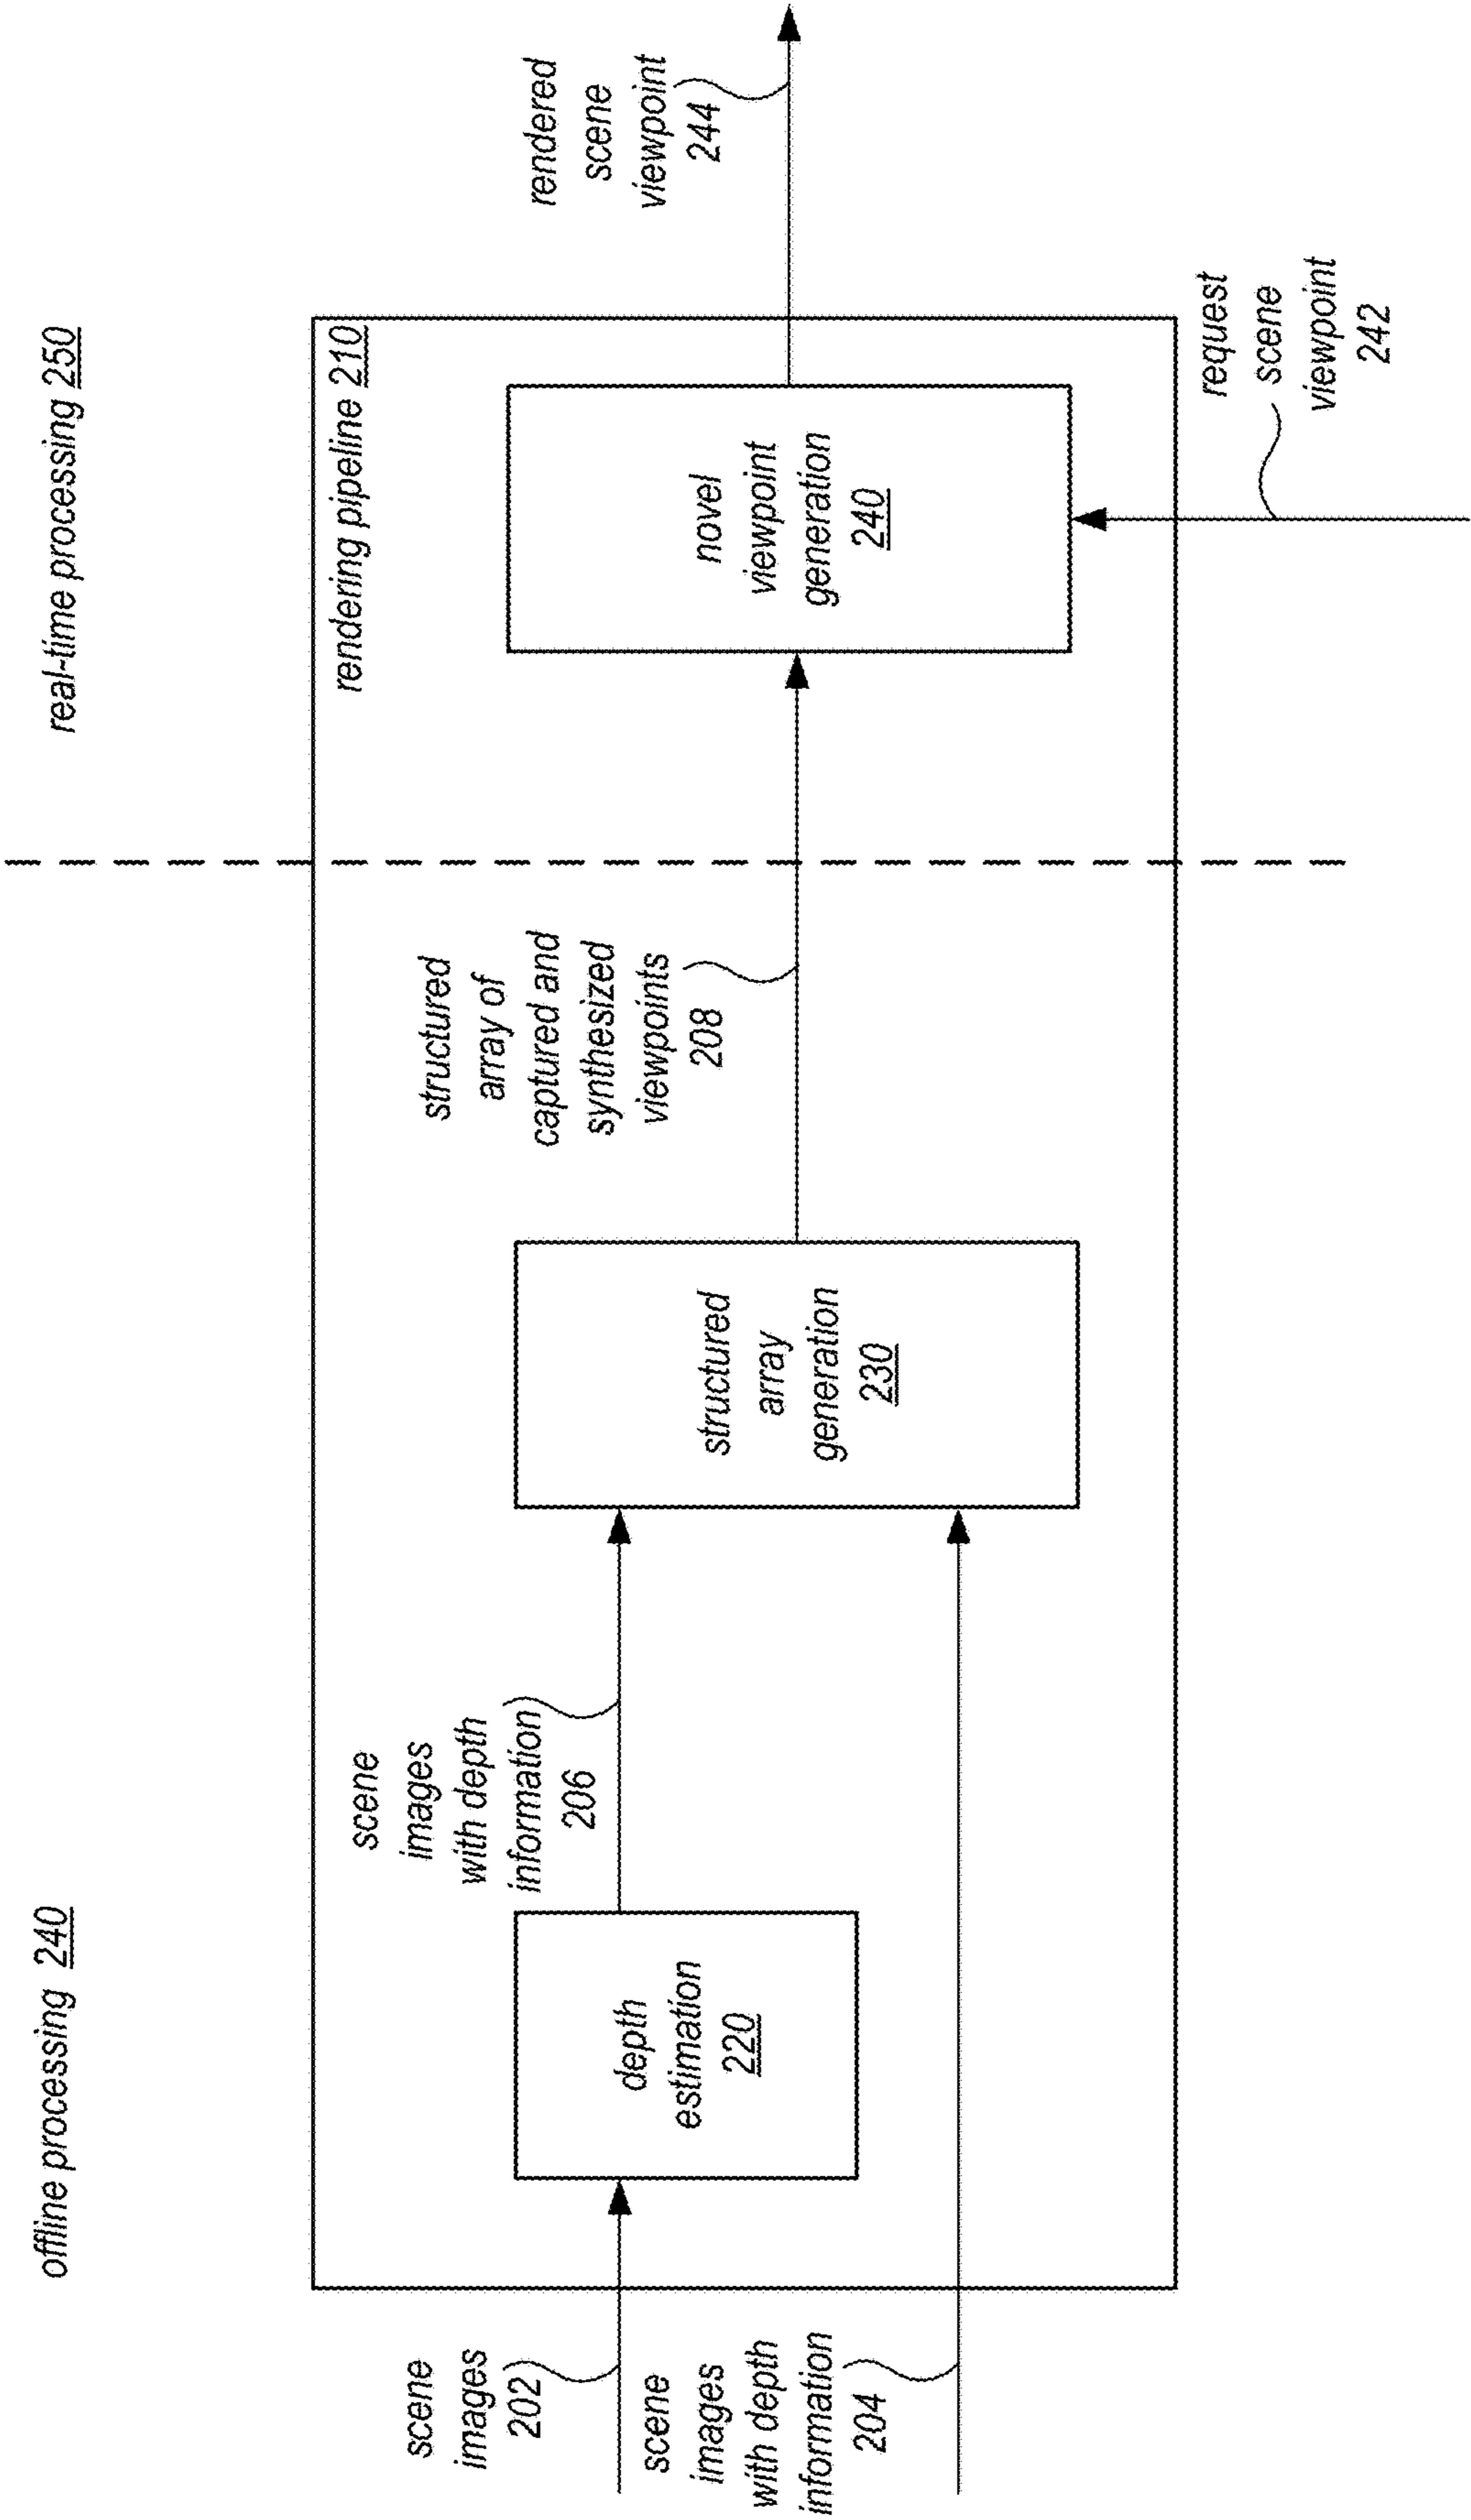 offline processing 240
real-time processing 250
rendering pipeline 210
scene
images
202
scene
images
with depth
information
204
depth
estimation
220
scene
images
with depth
information
206
structured
array
generation
230
structured
array of
captured and
synthesized
viewpoints
208
novel
viewpoint
generation
240
rendered
scene
viewpoint
244
request
scene
viewpoint
242